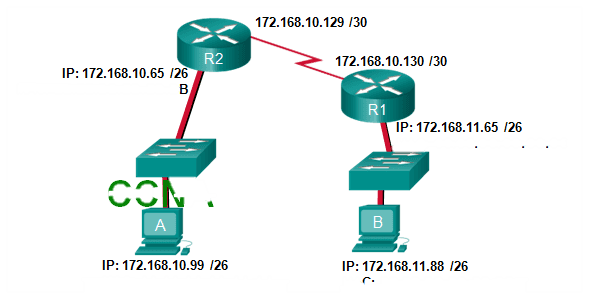 172.168.10.129 /30
R2
172.168.10.130 /30
IP: 172.168.10.65 /26
B
R1
IP: 172.168.11.65 /26
A
B
IP: 172.168.10.99 /26
IP: 172.168.11.88 /26